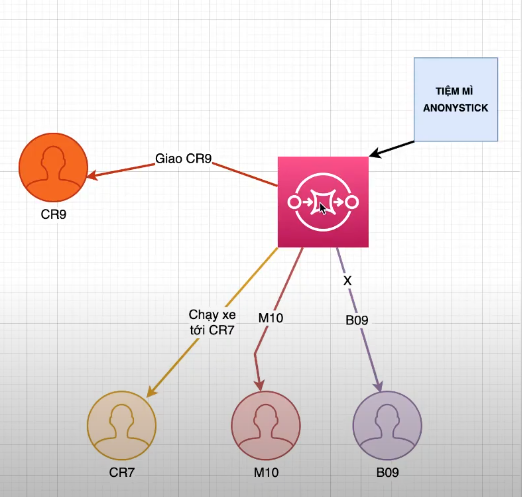 TIỆM MÌ
ANONYSTICK
Giao CR9
CR9
X
Chạy xe
tới CR7
M10
B09
CR7
M10
B09